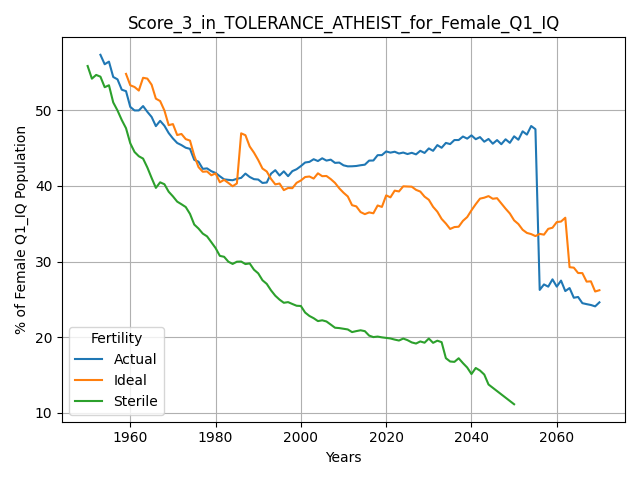 Score_3_in_TOLERANCE_ATHEIST_for_Female_Q1_IQ
% of Female Q1_IQ Population
50
40
30
20
10
Fertility
Actual
Ideal
Sterile
1960 1980 2000 2020 2040 2060
Years